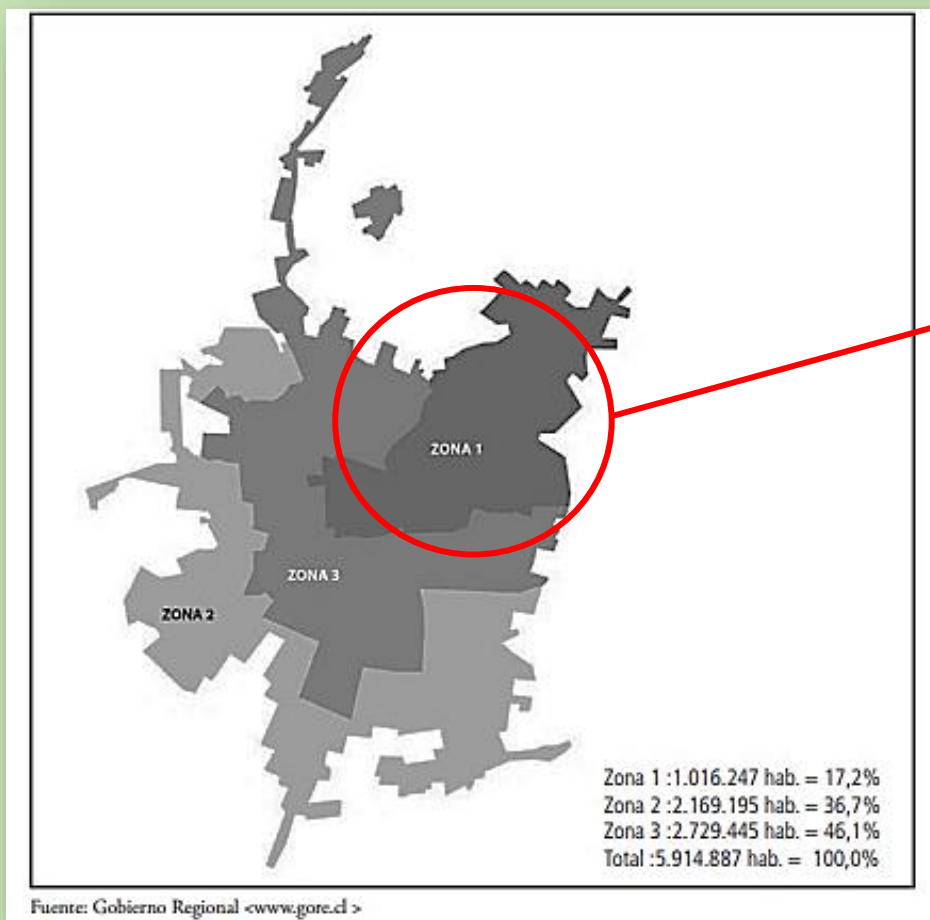 ZONA 1
ZONA 3
ZONA 2
Zona 1 :1.016.247 hab. = 17,2%
Zona 2 :2.169.195 hab. = 36,7%
Zona 3 :2.729.445 hab. = 46,1%
Total :5.914.887 hab. = 100,0%
Fuente: Gobierno Regional <www.gore.cl >